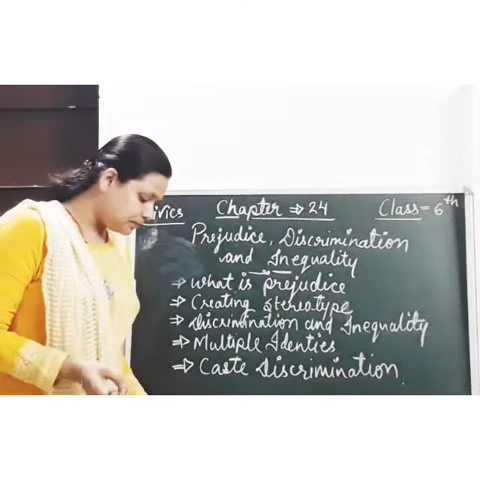 ivics Chapter ⇒ 24 Class = 6th
Prejudice, Discrimination
and Inequality
⇒ What is prejudice
⇒ Creating Stereotype
⇒ Discrimination and Inequality
⇒ Multiple Identies
⇒ Caste Discrimination.